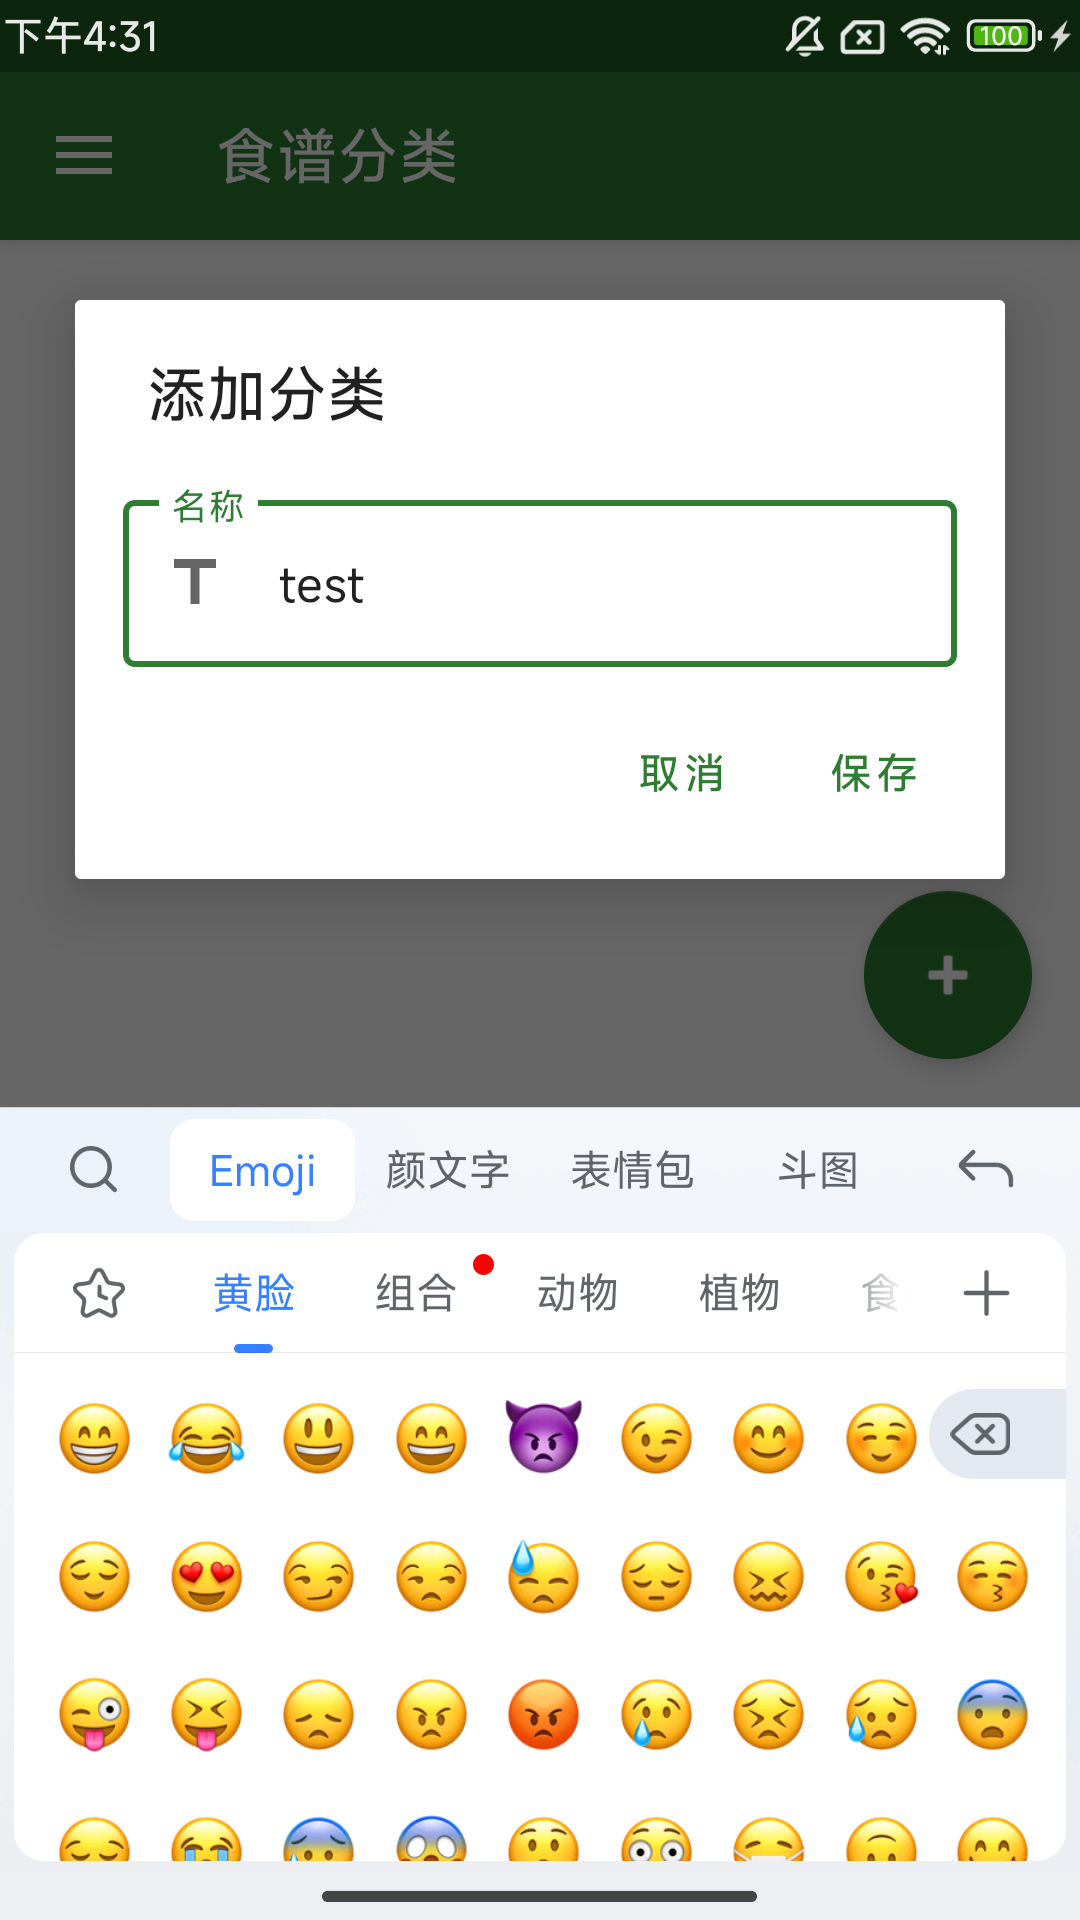 下午4:31
100
食谱分类
添加分类
名称
test
取消 保存
Emoji 颜文字 表情包 斗图
黄脸 组合 动物 植物 食